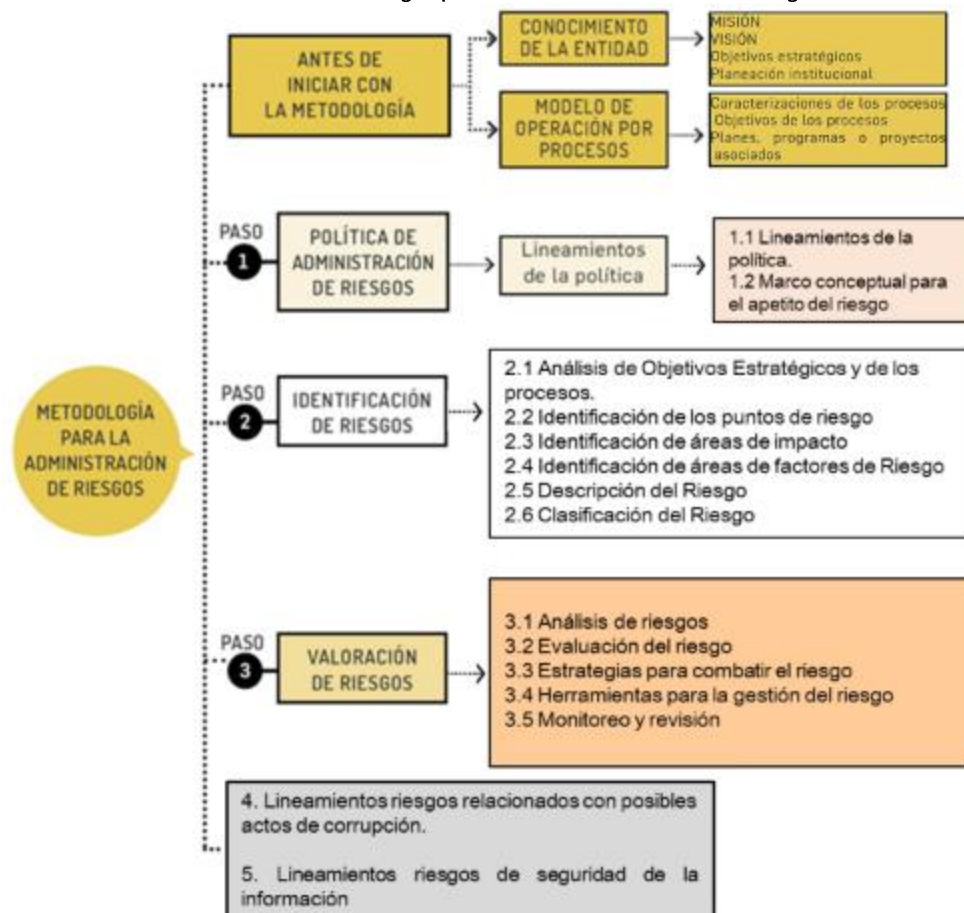 ANTES DE
INICIAR CON
LA METODOLOGÍA
CONOCIMIENTO
DE LA ENTIDAD
MISIÓN
VISIÓN
Objetivos estratégicos
Planeación institucional
MODELO DE
OPERACIÓN POR
PROCESOS
Caracterizaciones de los procesos
Objetivos de los procesos
Planes, programas o proyectos
asociados
PASO
1
POLÍTICA DE
ADMINISTRACIÓN
DE RIESGOS
Lineamientos
de la política
1.1 Lineamientos de la
política.
1.2 Marco conceptual para
el apetito del riesgo
METODOLOGÍA
PARA LA
ADMINISTRACIÓN
DE RIESGOS
PASO
2
IDENTIFICACIÓN
DE RIESGOS
2.1 Análisis de Objetivos Estratégicos y de los
procesos.
2.2 Identificación de los puntos de riesgo
2.3 Identificación de áreas de impacto
2.4 Identificación de áreas de factores de Riesgo
2.5 Descripción del Riesgo
2.6 Clasificación del Riesgo
PASO
3
VALORACIÓN
DE RIESGOS
3.1 Análisis de riesgos
3.2 Evaluación del riesgo
3.3 Estrategias para combatir el riesgo
3.4 Herramientas para la gestión del riesgo
3.5 Monitoreo y revisión
4. Lineamientos riesgos relacionados con posibles
actos de corrupción.
5. Lineamientos riesgos de seguridad de la
información